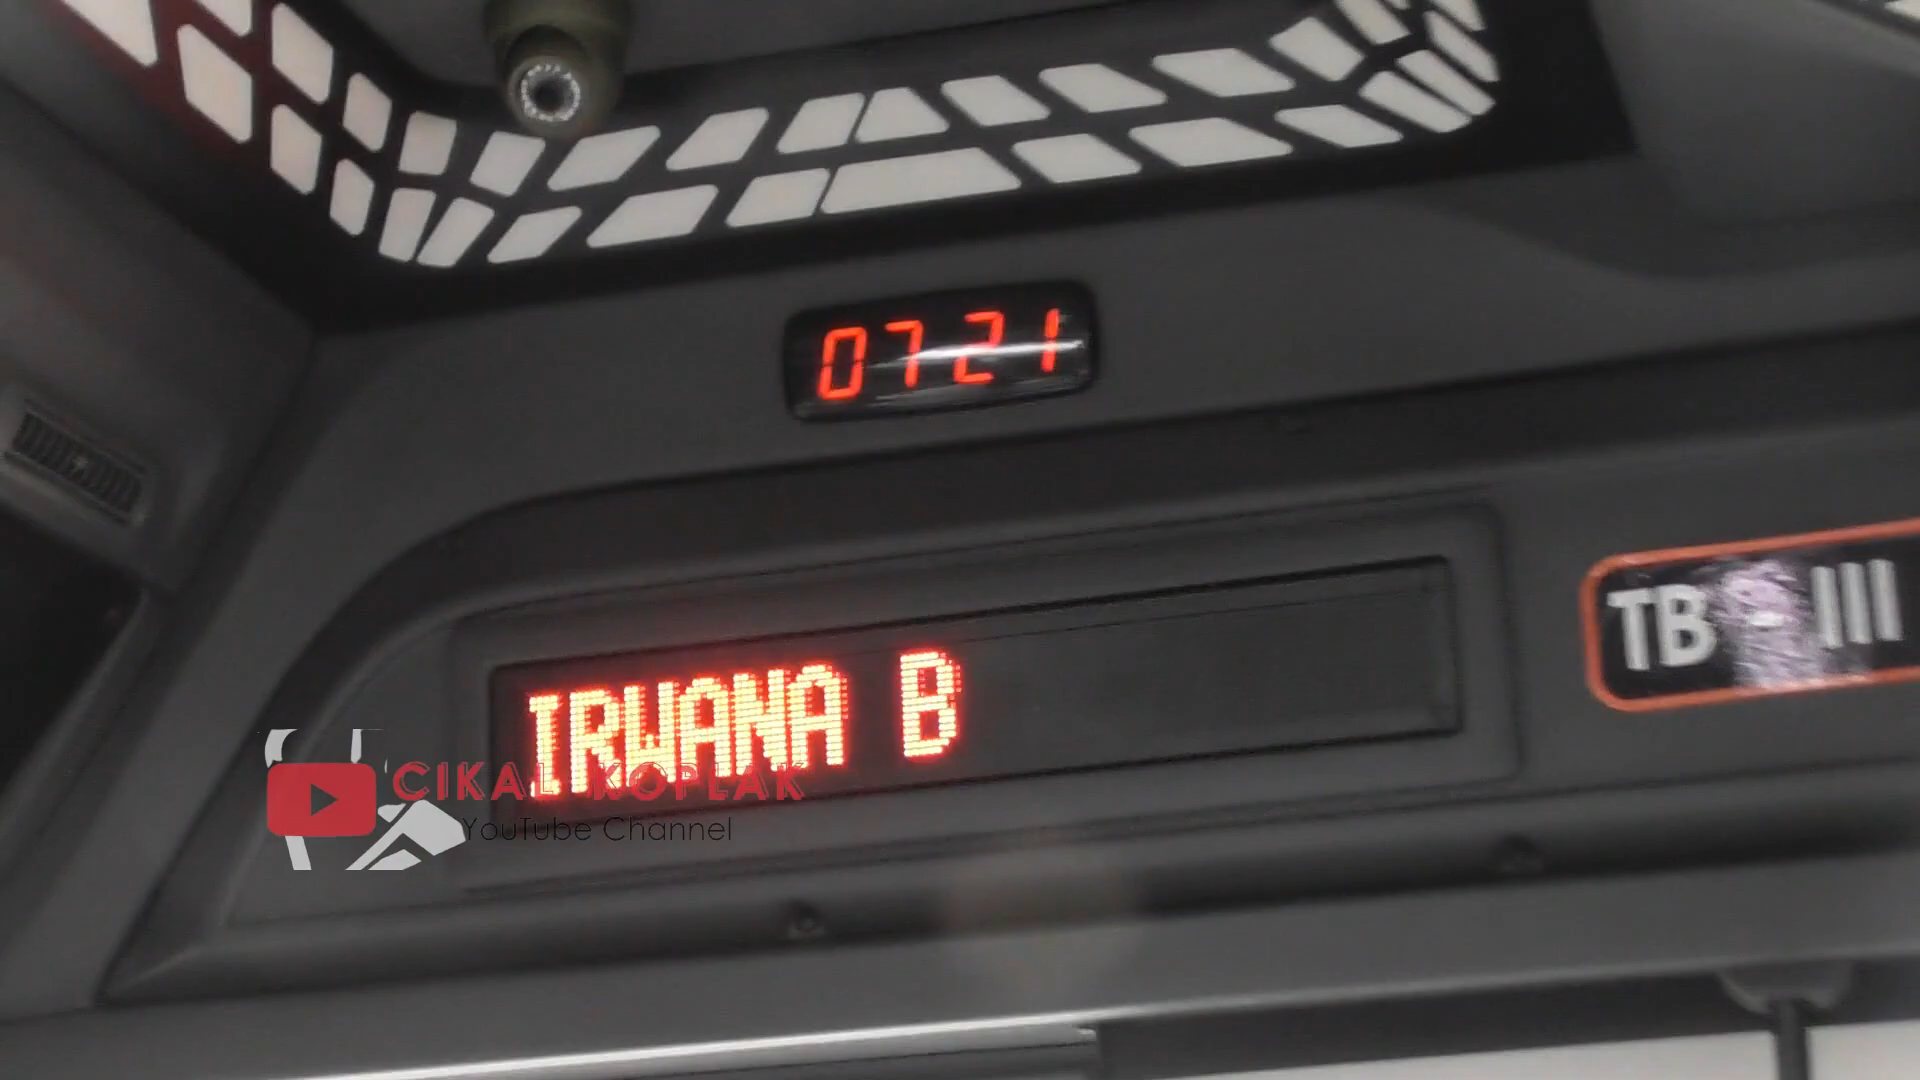 0721
IRWANA B
TB III
CIKAL KOPLAK
YouTube Channel